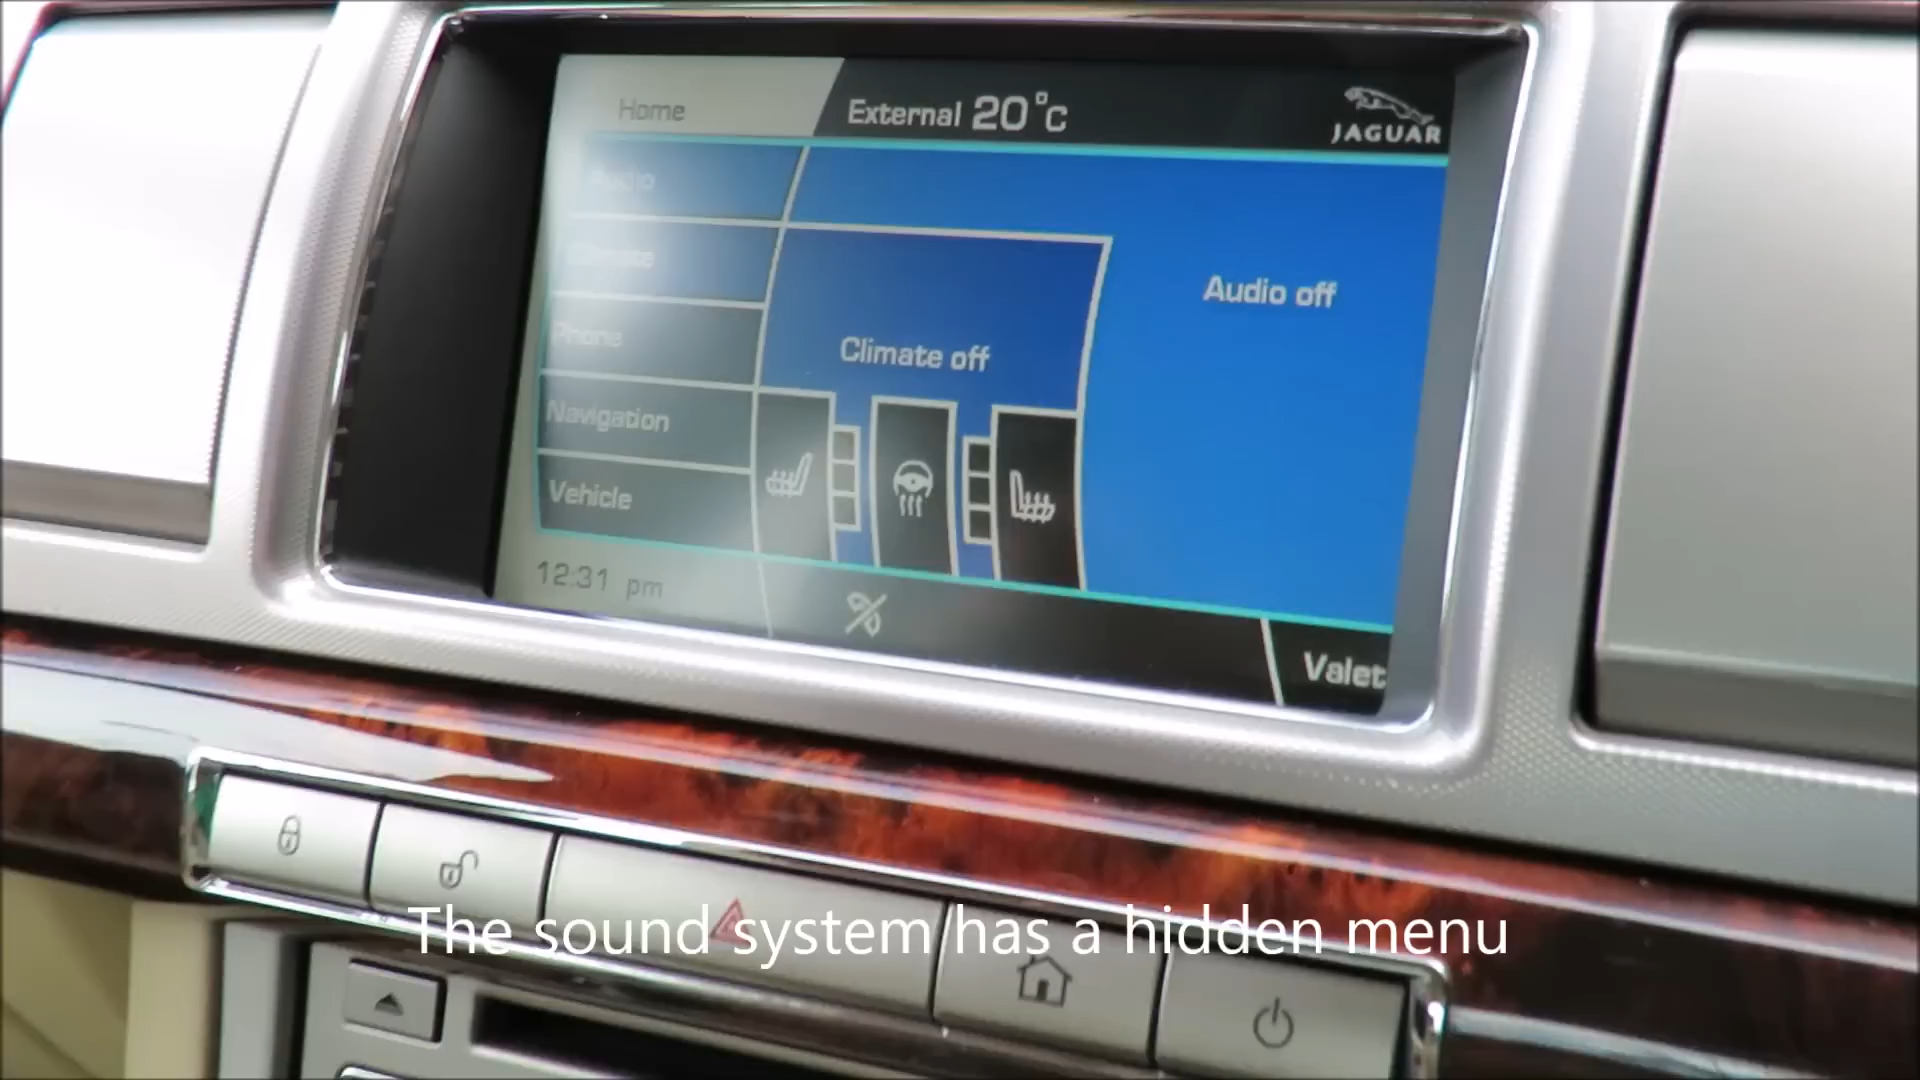 Home
External 20°C
JAGUAR
Audio
Climate
Phone
Navigation
Vehicle
Climate off
Audio off
12:31 pm
Valet
The sound system has a hidden menu